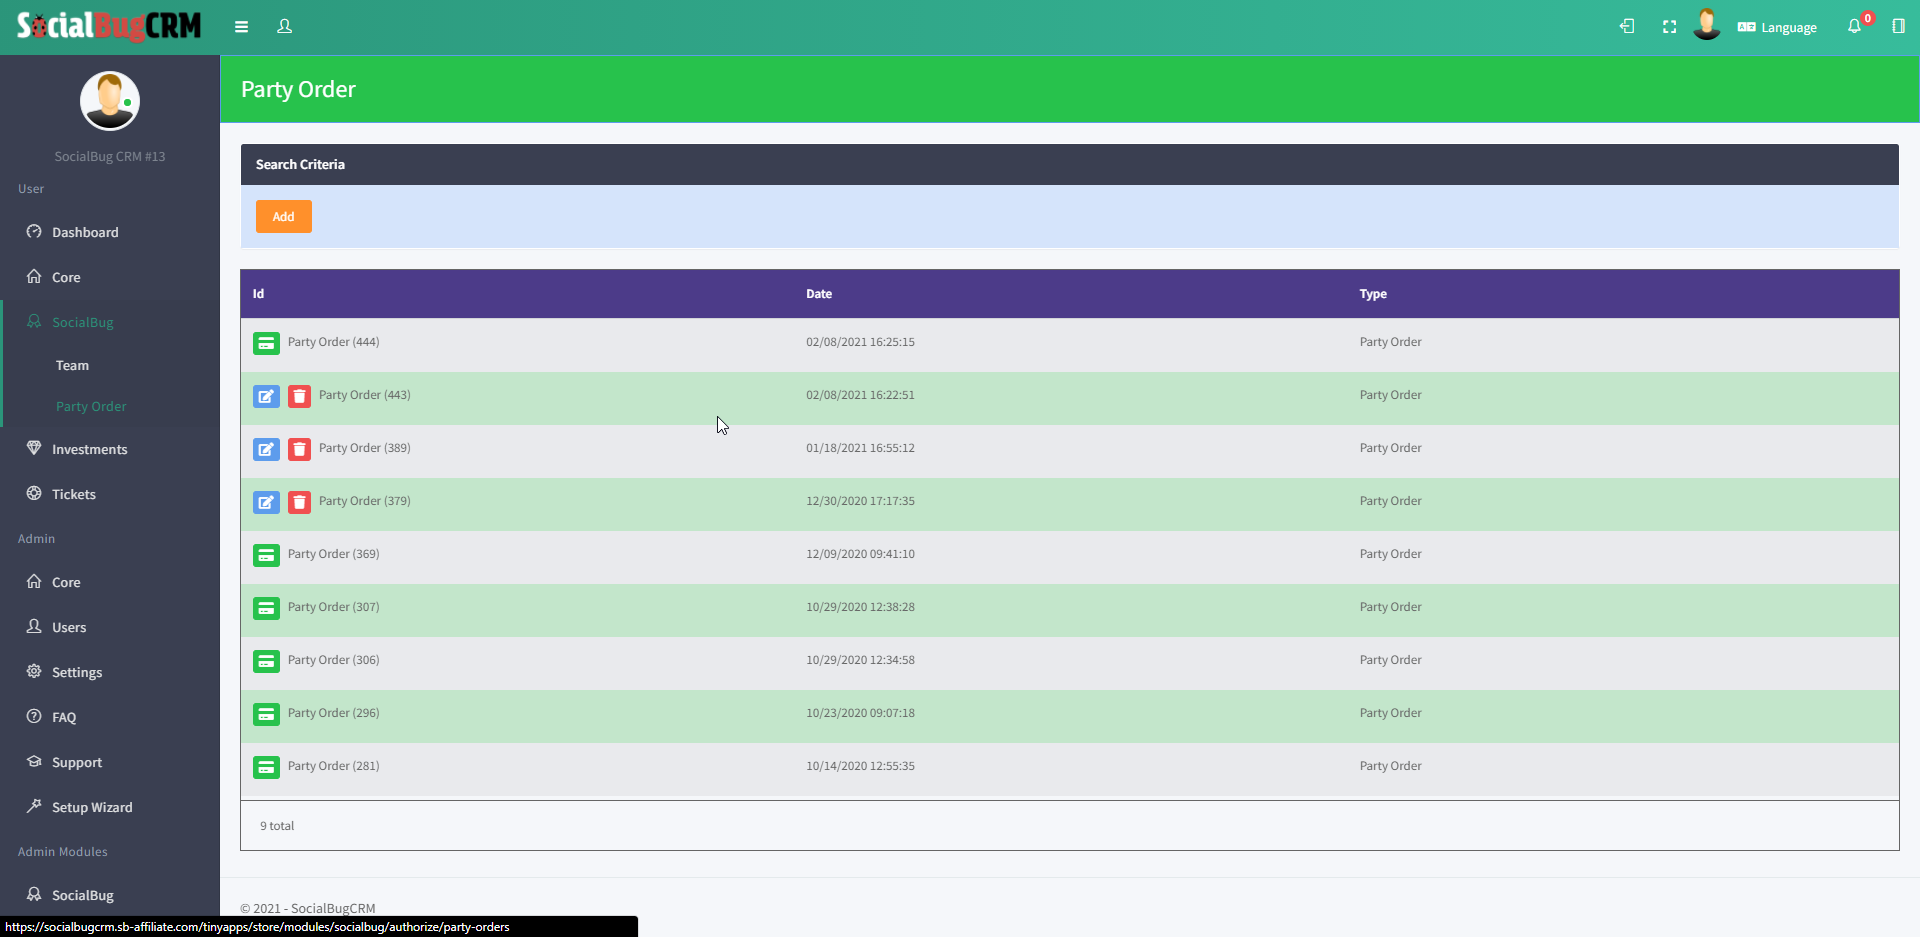 SocialBugCRM
Language
0
SocialBug CRM #13
User
Dashboard
Core
SocialBug
Team
Party Order
Investments
Tickets
Admin
Core
Users
Settings
FAQ
Support
Setup Wizard
Admin Modules
SocialBug
Party Order
Search Criteria
Add
Id Date Type
Party Order (444) 02/08/2021 16:25:15 Party Order
Party Order (443) 02/08/2021 16:22:51 Party Order
Party Order (389) 01/18/2021 16:55:12 Party Order
Party Order (379) 12/30/2020 17:17:35 Party Order
Party Order (369) 12/09/2020 09:41:10 Party Order
Party Order (307) 10/29/2020 12:38:28 Party Order
Party Order (306) 10/29/2020 12:34:58 Party Order
Party Order (296) 10/23/2020 09:07:18 Party Order
Party Order (281) 10/14/2020 12:55:35 Party Order
9 total
© 2021 - SocialBugCRM
https://socialbugcrm.sb-affiliate.com/tinyapps/store/modules/socialbug/authorize/party-orders